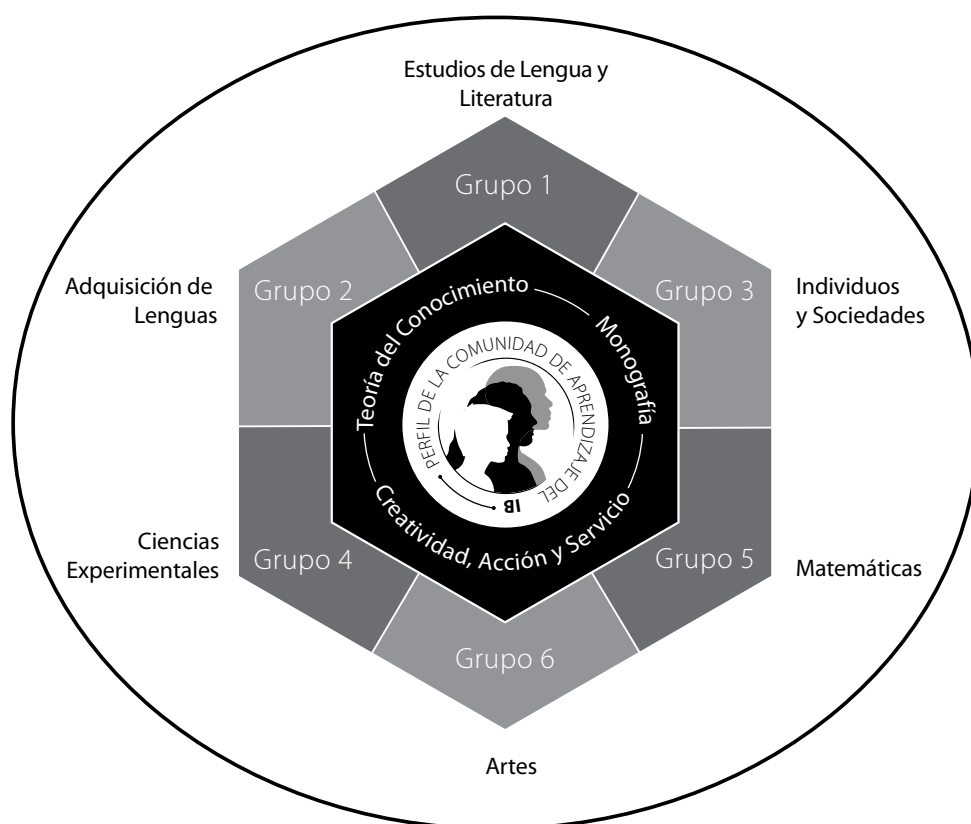 Estudios de Lengua y
Literatura
Grupo 1
Adquisición de
Lenguas
Grupo 2
Grupo 3
Individuos
y Sociedades
Teoría del Conocimiento
Monografía
PERFIL DE LA COMUNIDAD DE APRENDIZAJE DEL
IB
Creatividad, Acción y Servicio
Ciencias
Experimentales
Grupo 4
Grupo 5
Matemáticas
Grupo 6
Artes